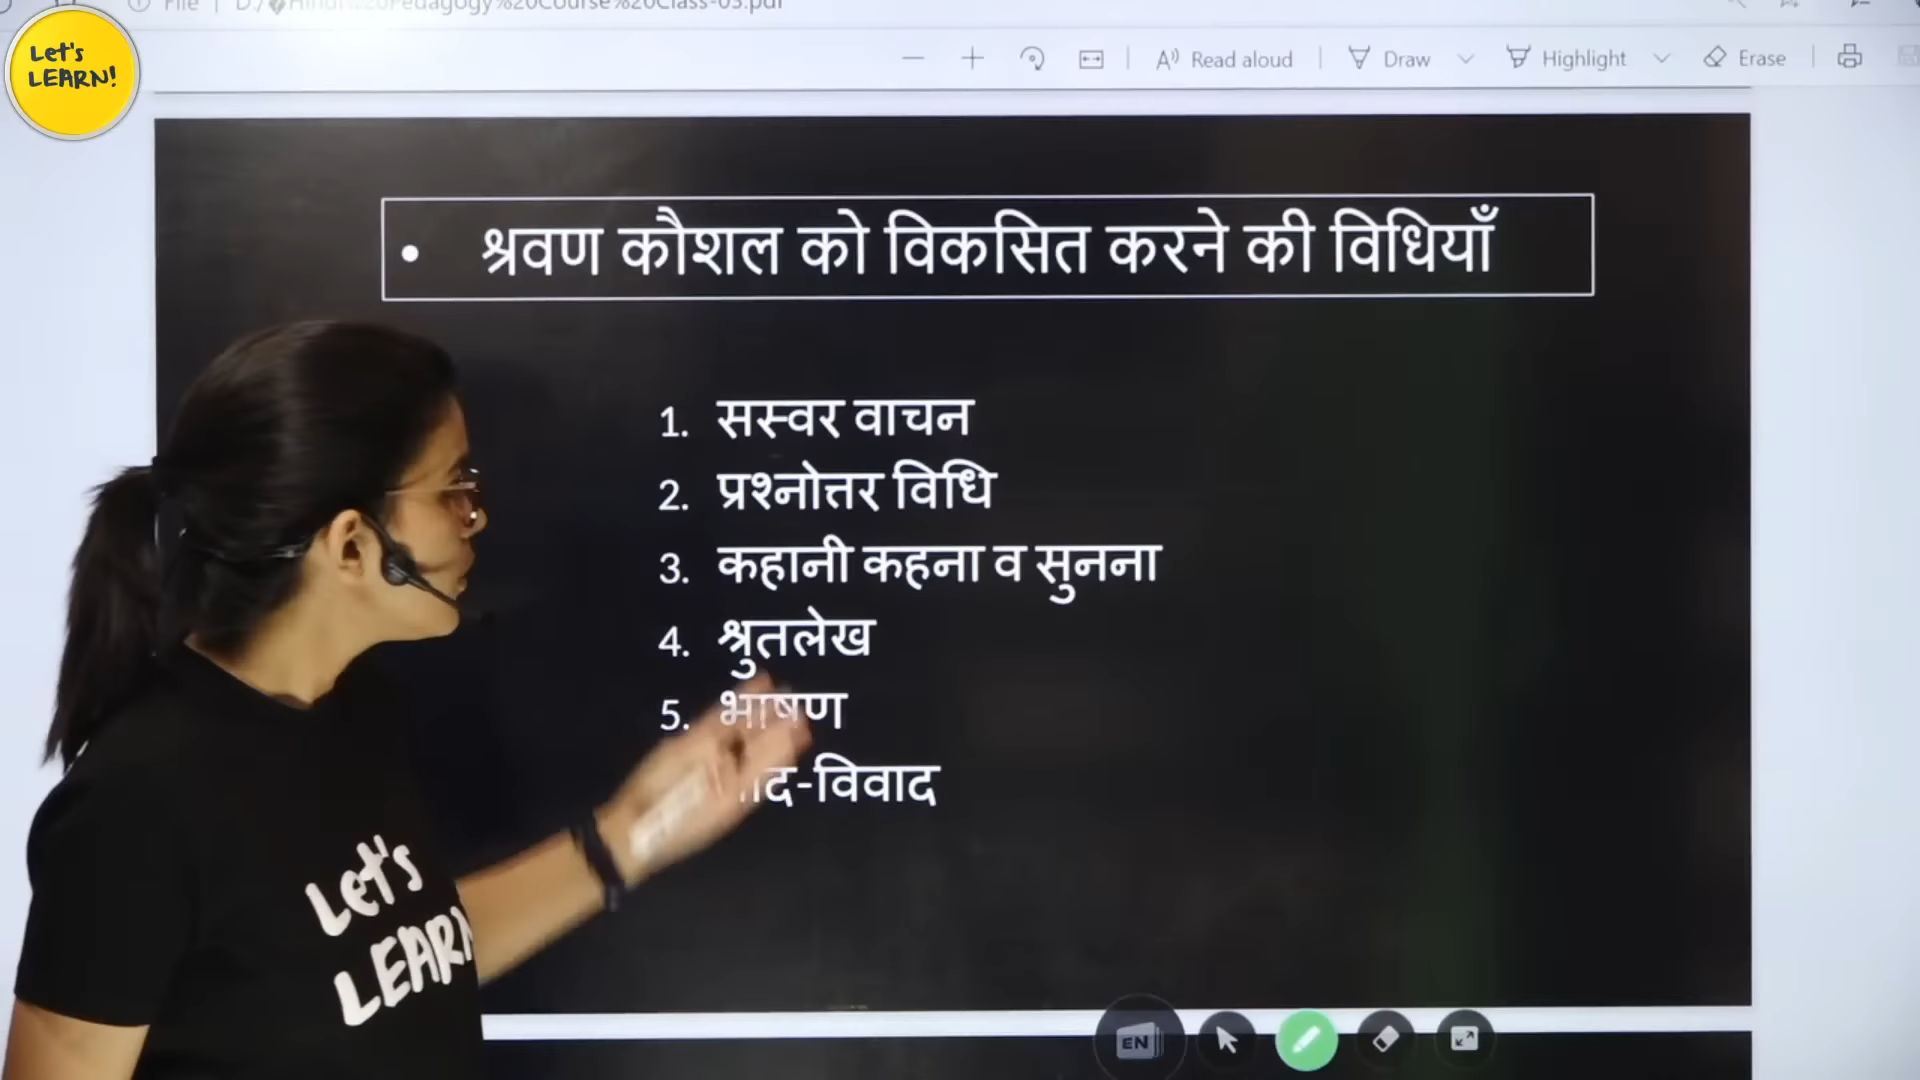 Let's
LEARN!
Read aloud
Draw
Highlight
Erase
• श्रवण कौशल को विकसित करने की विधियाँ
1. सस्वर वाचन
2. प्रश्नोत्तर विधि
3. कहानी कहना व सुनना
4. श्रुतलेख
5. भाषण
-विवाद
Let's
LEARN
EN